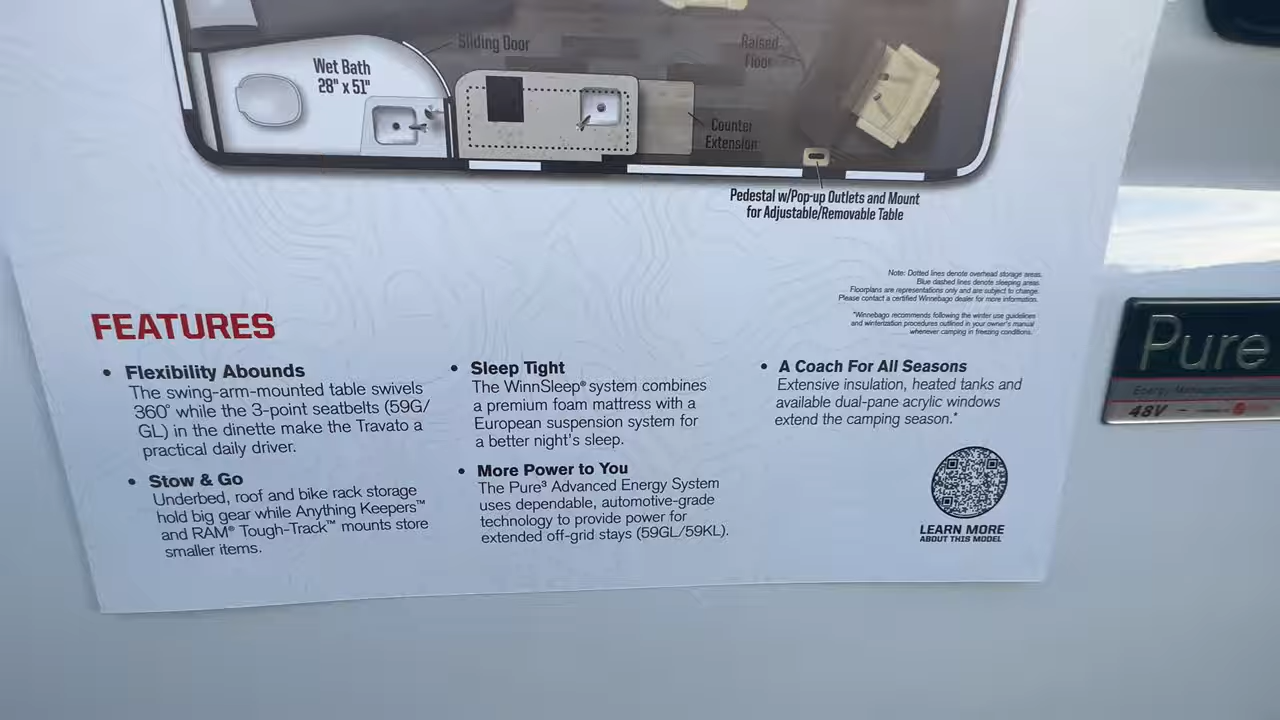 Sliding Door
Raised
Floor
Wet Bath
28" x 51"
Counter
Extension
Pedestal w/Pop-up Outlets and Mount
for Adjustable/Removable Table
Note: Dotted lines denote overhead storage areas.
Blue dashed lines denote sleeping areas.
Floorplans are representations only and are subject to change.
Please contact a certified Winnebago dealer for more information.
*Winnebago recommends following the winter use guidelines
and winterization procedures outlined in your owner's manual
whenever camping in freezing conditions.
FEATURES
• Flexibility Abounds
The swing-arm-mounted table swivels
360° while the 3-point seatbelts (59G/
GL) in the dinette make the Travato a
practical daily driver.
• Stow & Go
Underbed, roof and bike rack storage
hold big gear while Anything Keepers™
and RAM® Tough-Track™ mounts store
smaller items.
• Sleep Tight
The WinnSleep® system combines
a premium foam mattress with a
European suspension system for
a better night's sleep.
• More Power to You
The Pure³ Advanced Energy System
uses dependable, automotive-grade
technology to provide power for
extended off-grid stays (59GL/59KL).
• A Coach For All Seasons
Extensive insulation, heated tanks and
available dual-pane acrylic windows
extend the camping season.*
LEARN MORE
ABOUT THIS MODEL
Pure
Energy Management
48V